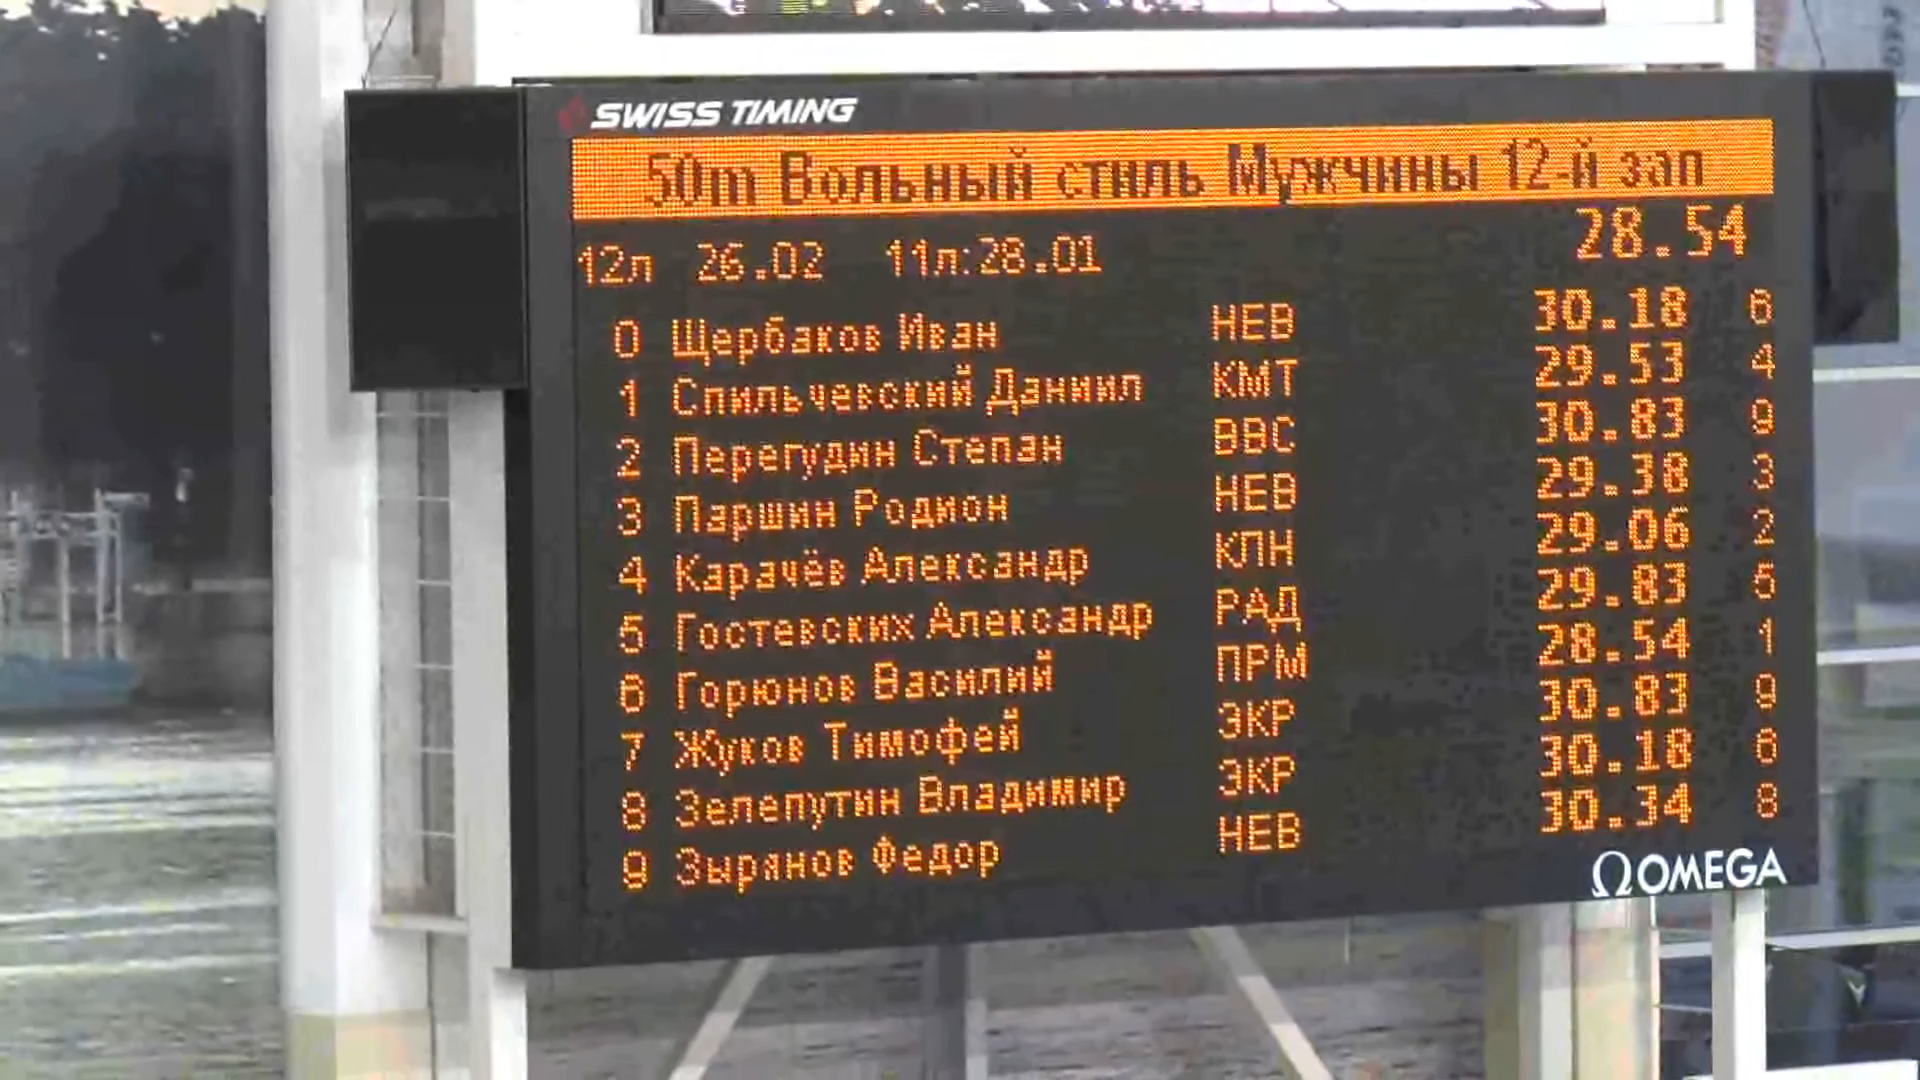 SWISS TIMING
50m Вольный стиль Мужчины 12-й зап
12л 26.02 11л:28.01 28.54
0 Щербаков Иван НЕВ 30.18 6
1 Спильчевский Даниил КМТ 29.53 4
2 Перегудин Степан ВВС 30.83 9
3 Паршин Родион НЕВ 29.38 3
4 Карачёв Александр КЛН 29.06 2
5 Гостевских Александр РАД 29.83 5
6 Горюнов Василий ПРМ 28.54 1
7 Жуков Тимофей ЭКР 30.83 9
8 Зелепутин Владимир ЭКР 30.18 6
9 Зырянов Федор НЕВ 30.34 8
Ω OMEGA